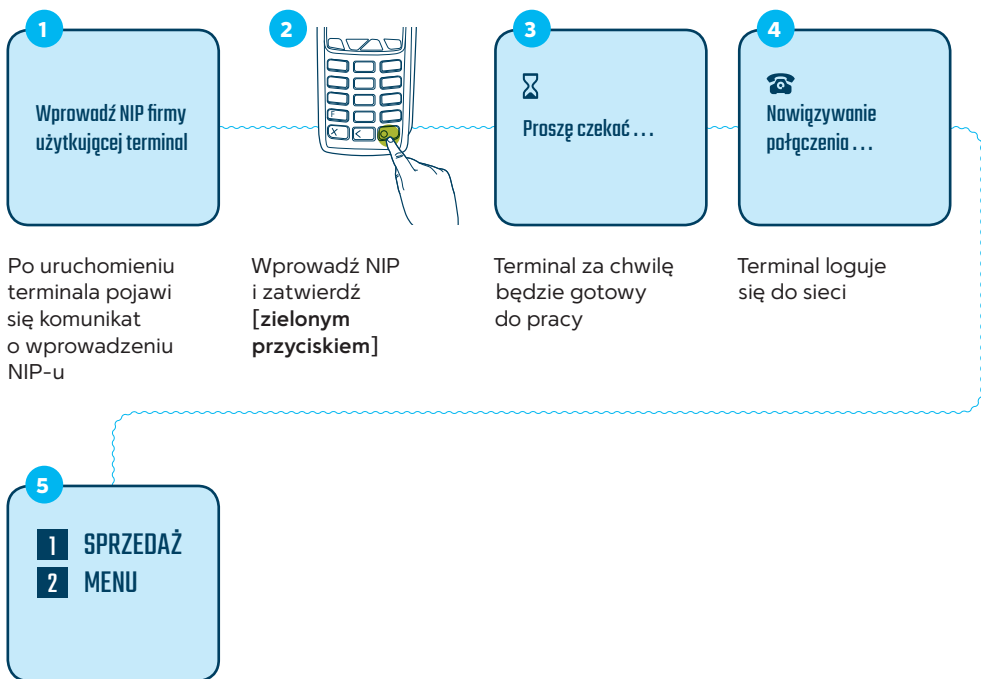 1
Wprowadź NIP firmy
użytkującej terminal
Po uruchomieniu
terminala pojawi
się komunikat
o wprowadzeniu
NIP-u
2
F
X <
O
Wprowadź NIP
i zatwierdź
[zielonym
przyciskiem]
3
Proszę czekać . . .
Terminal za chwilę
będzie gotowy
do pracy
4
Nawiązywanie
połączenia . . .
Terminal loguje
się do sieci
5
1 SPRZEDAŻ
2 MENU